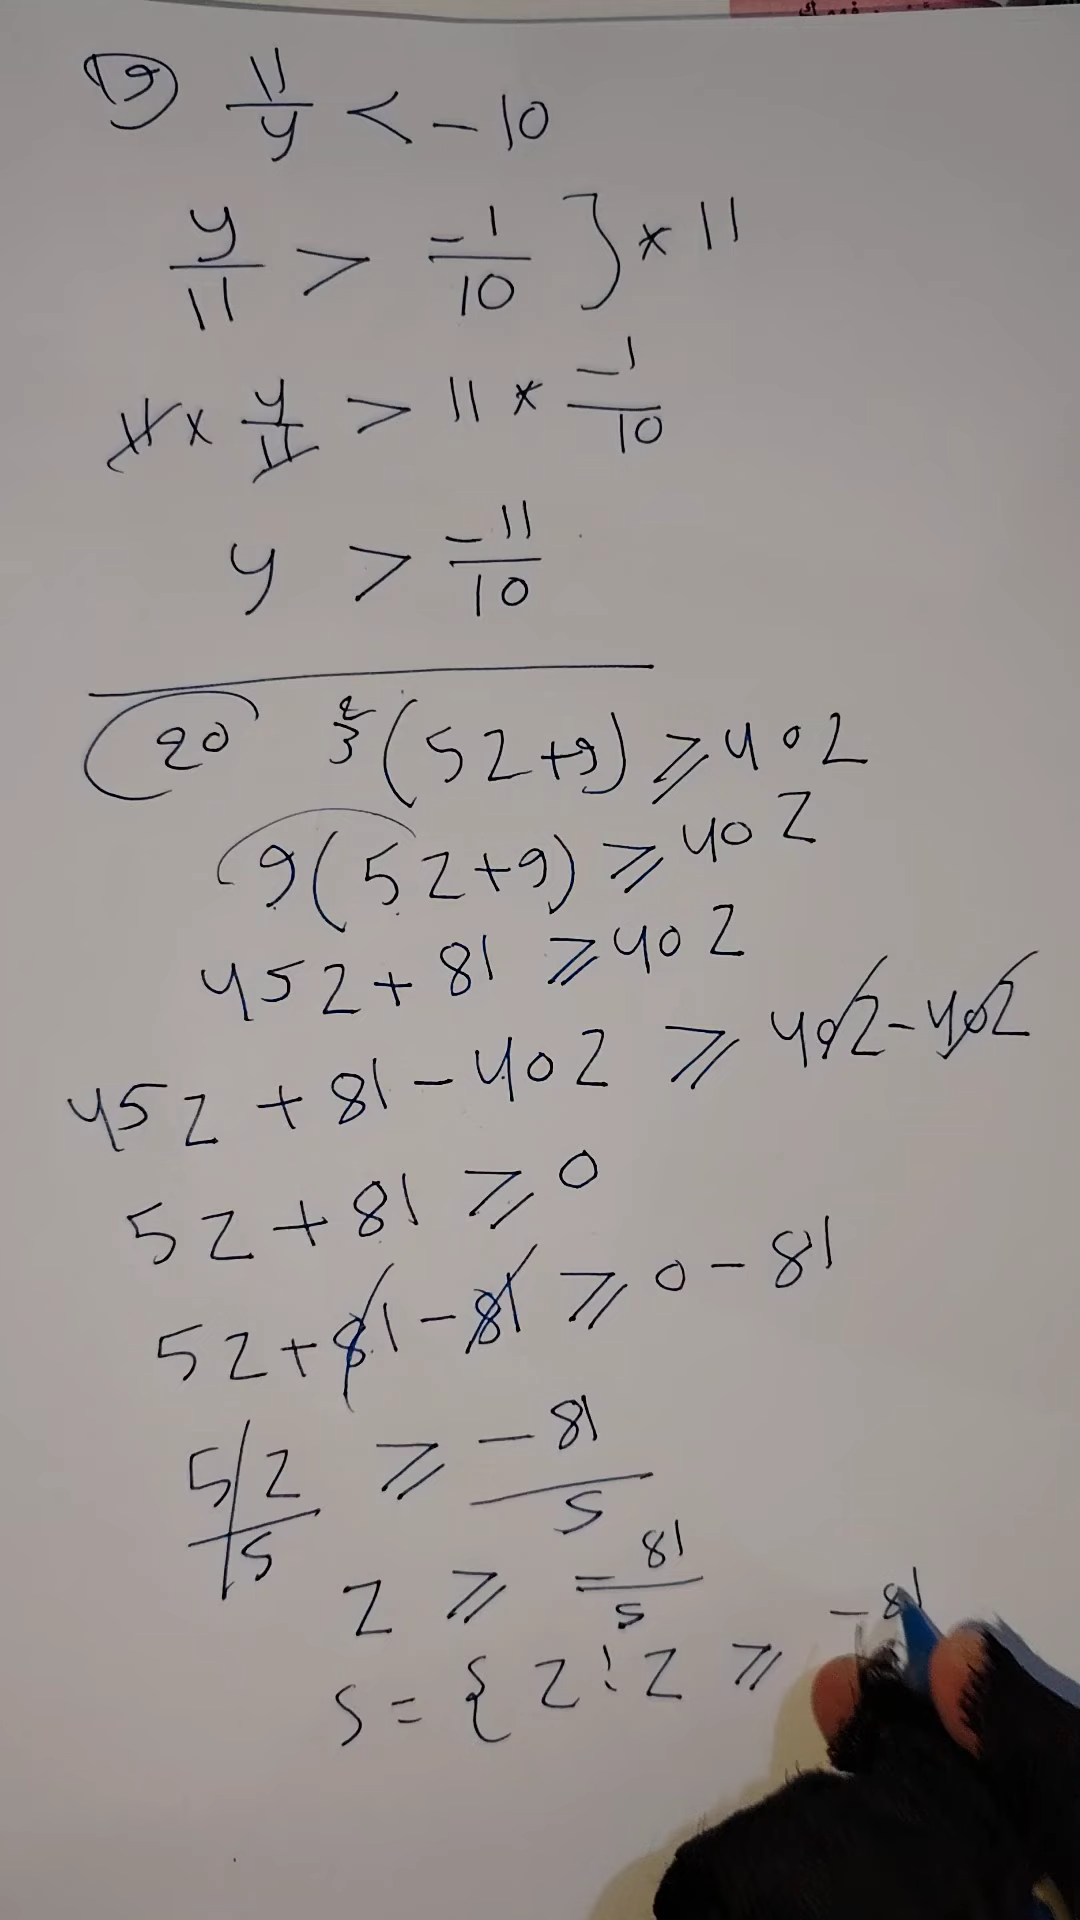 19 11/y < -10
y/11 > -1/10 } * 11
11 × y/11 > 11 * -1/10
y > -11/10
20 3²(5z+9) ≥ 40z
9(5z+9) ≥ 40z
45z + 81 ≥ 40z
45z + 81 - 40z ≥ 40z - 40z
5z + 81 ≥ 0
5z + 81 - 81 ≥ 0 - 81
5z/5 ≥ -81/5
z ≥ -81/5
S = { z ! z ≥ -81